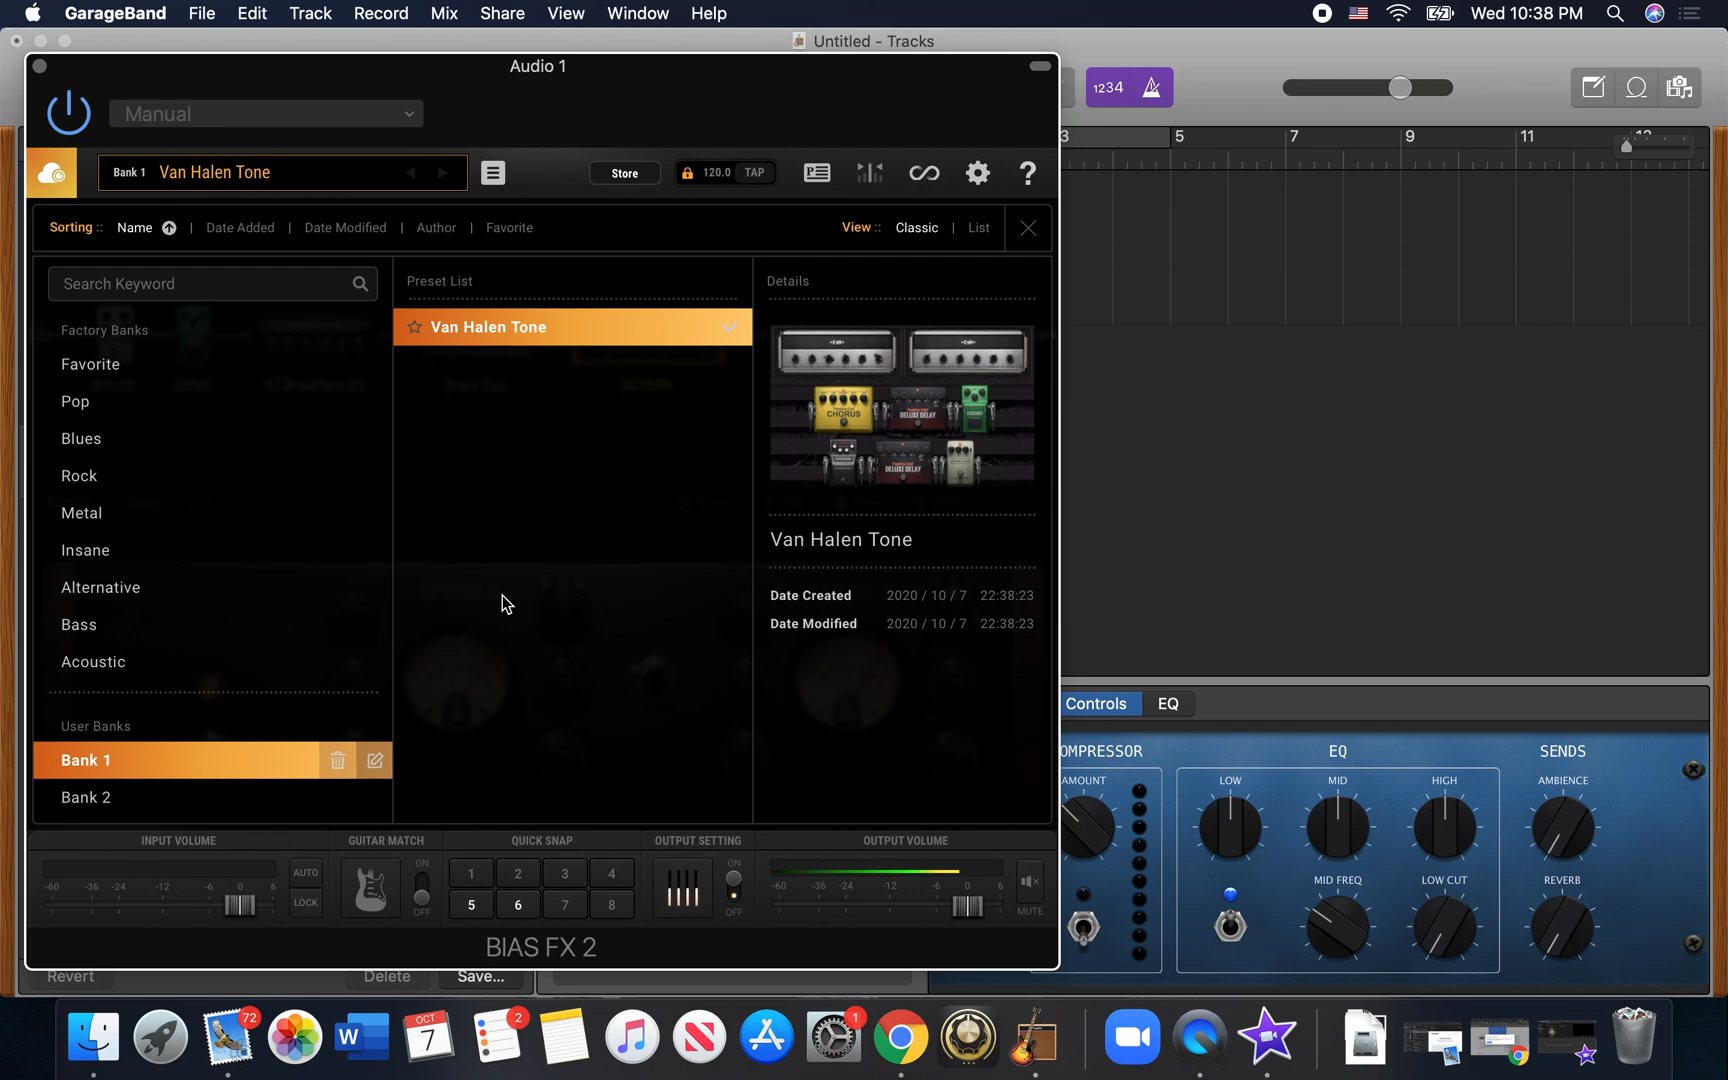 GarageBand File Edit Track Record Mix Share View Window Help Wed 10:38 PM
Untitled - Tracks
Audio 1
1234
Manual
3 5 7 9 11
Bank 1 Van Halen Tone Store 120.0 TAP ?
Sorting :: Name | Date Added | Date Modified | Author | Favorite View :: Classic | List
Search Keyword
Preset List
Details
Van Halen Tone
Factory Banks
Favorite
Pop
Blues
Rock
Metal
Insane
Alternative
Bass
Acoustic
CHORUS
DELUXE DELAY
DELUXE DELAY
Van Halen Tone
Date Created 2020 / 10 / 7 22:38:23
Date Modified 2020 / 10 / 7 22:38:23
User Banks
Bank 1
Bank 2
Controls EQ
OMPRESSOR EQ SENDS
AMOUNT LOW MID HIGH AMBIENCE
MID FREQ LOW CUT REVERB
INPUT VOLUME GUITAR MATCH QUICK SNAP OUTPUT SETTING OUTPUT VOLUME
-60 -36 -24 -12 -6 0 6
AUTO
LOCK
ON
OFF
1 2 3 4
5 6 7 8
ON
OFF
-60 -36 -24 -12 -6 0 6
MUTE
BIAS FX 2
Revert Delete Save...
72
W
OCT
7
2
1